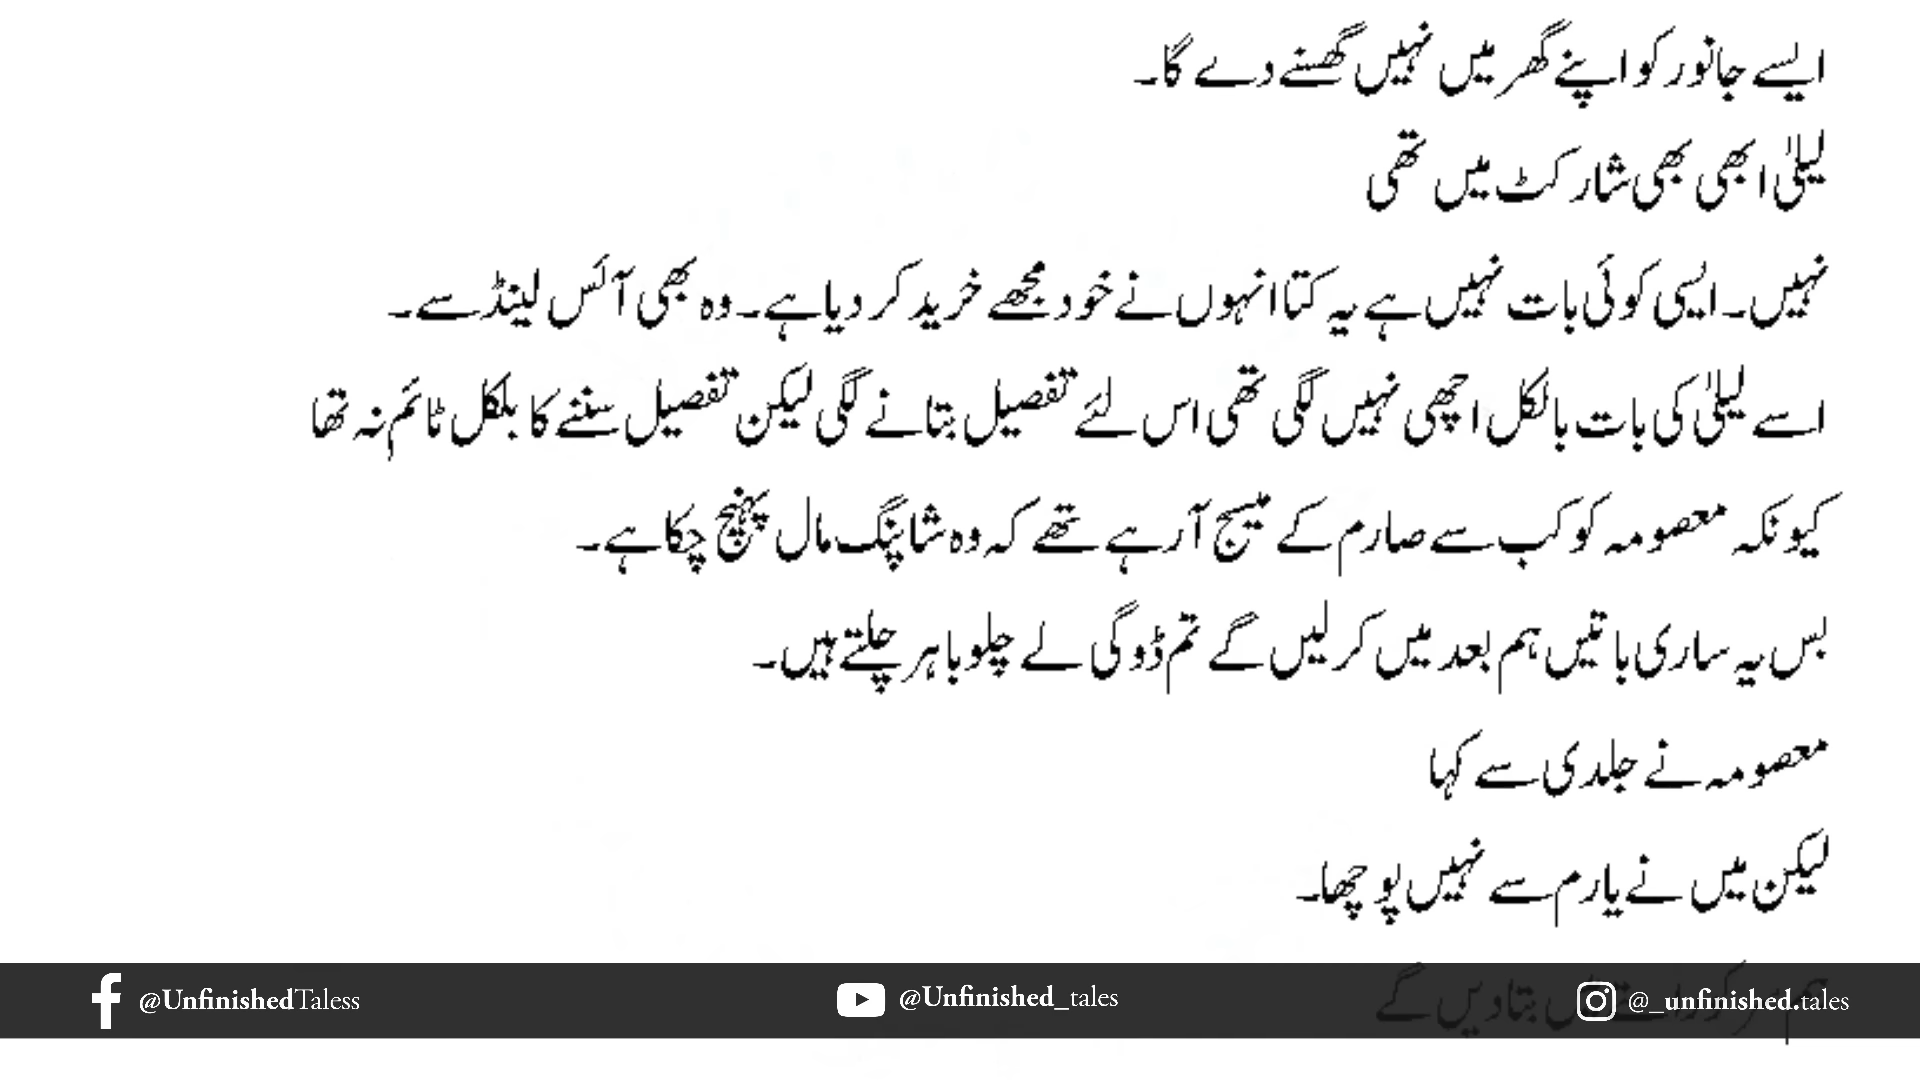 ایسے جانور کو اپنے گھر میں نہیں گھسنے دے گا۔
لیلیٰ ابھی بھی شارکٹ میں تھی
نہیں۔ ایسی کوئی بات نہیں ہے یہ کتا انہوں نے خود مجھے خرید کر دیا ہے۔ وہ بھی آئس لینڈ سے۔
اسے لیلیٰ کی بات بالکل اچھی نہیں لگی تھی اس لئے تفصیل بتانے لگی لیکن تفصیل سننے کا بلکل ٹائم نہ تھا
کیونکہ معصومہ کو کب سے صارم کے میسج آرہے تھے کہ وہ شاپنگ مال پہنچ چکا ہے۔
بس یہ ساری باتیں ہم بعد میں کر لیں گے تم ڈوگی لے چلو باہر چلتے ہیں۔
معصومہ نے جلدی سے کہا
لیکن میں نے یارم سے نہیں پوچھا۔
بتا دیں گے
@UnfinishedTaless @Unfinished_tales @_unfinished.tales